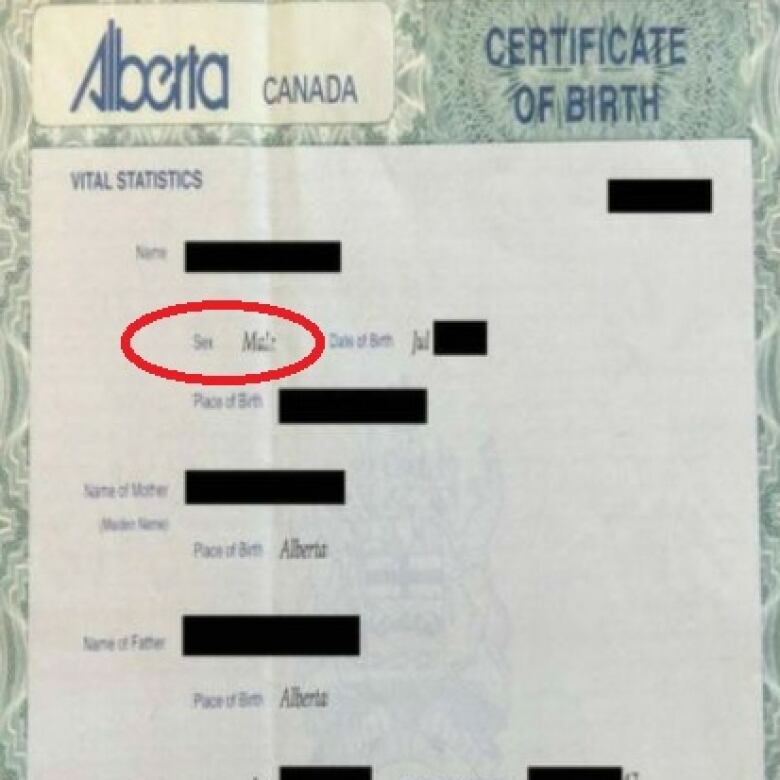 Alberta CANADA
CERTIFICATE
OF BIRTH
VITAL STATISTICS
Name
Sex Male Date of Birth Jul
Place of Birth
Name of Mother
(Maiden Name)
Place of Birth Alberta
Name of Father
Place of Birth Alberta